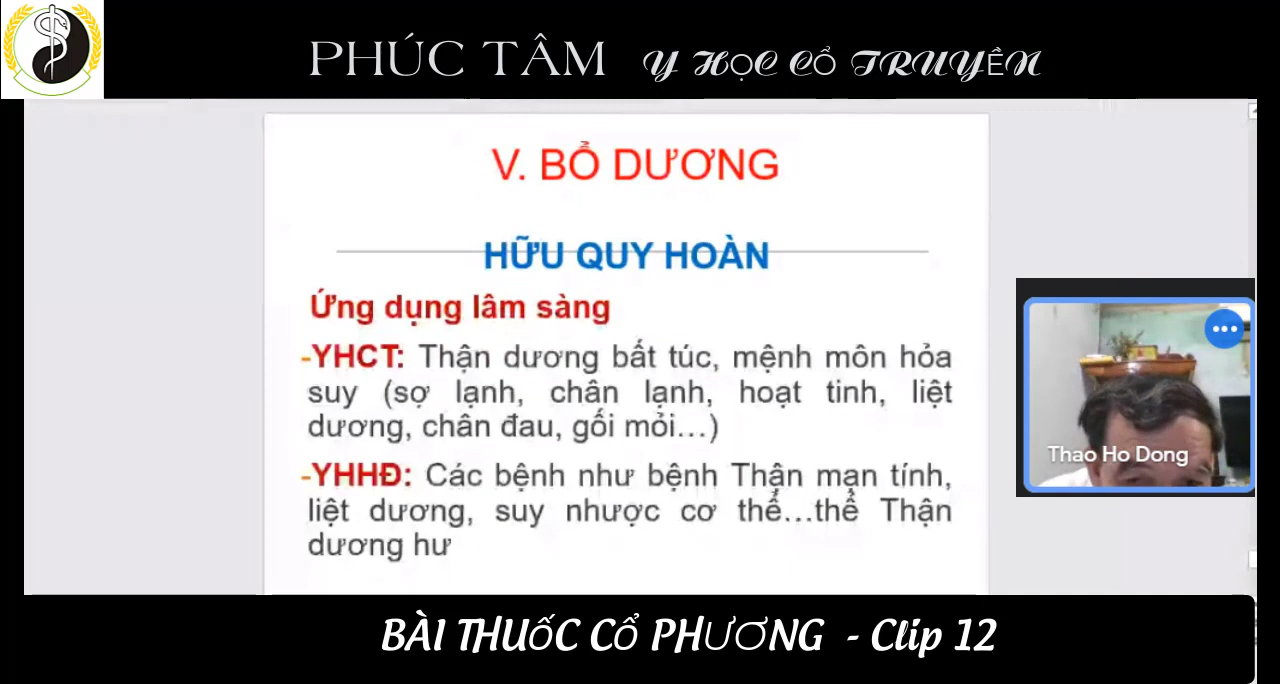 PHÚC TÂM Y HỌC CỔ TRUYỀN
V. BỔ DƯƠNG
HỮU QUY HOÀN
Ứng dụng lâm sàng
-YHCT: Thận dương bất túc, mệnh môn hỏa
suy (sợ lạnh, chân lạnh, hoạt tinh, liệt
dương, chân đau, gối mỏi...)
-YHHĐ: Các bệnh như bệnh Thận mạn tính,
liệt dương, suy nhược cơ thể...thể Thận
dương hư
Thao Ho Dong
BÀI THUỐC CỔ PHƯƠNG - Clip 12